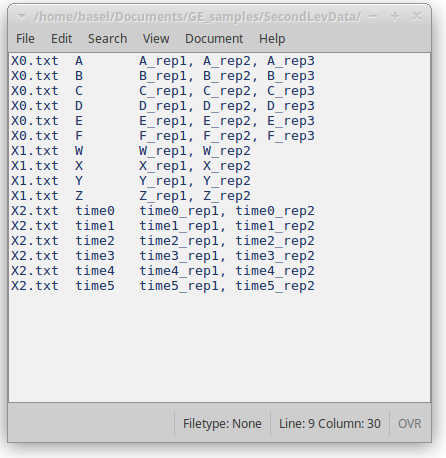 /home/basel/Documents/GE_samples/SecondLevData/
File Edit Search View Document Help
X0.txt A A_rep1, A_rep2, A_rep3
X0.txt B B_rep1, B_rep2, B_rep3
X0.txt C C_rep1, C_rep2, C_rep3
X0.txt D D_rep1, D_rep2, D_rep3
X0.txt E E_rep1, E_rep2, E_rep3
X0.txt F F_rep1, F_rep2, F_rep3
X1.txt W W_rep1, W_rep2
X1.txt X X_rep1, X_rep2
X1.txt Y Y_rep1, Y_rep2
X1.txt Z Z_rep1, Z_rep2
X2.txt time0 time0_rep1, time0_rep2
X2.txt time1 time1_rep1, time1_rep2
X2.txt time2 time2_rep1, time2_rep2
X2.txt time3 time3_rep1, time3_rep2
X2.txt time4 time4_rep1, time4_rep2
X2.txt time5 time5_rep1, time5_rep2
Filetype: None Line: 9 Column: 30 OVR